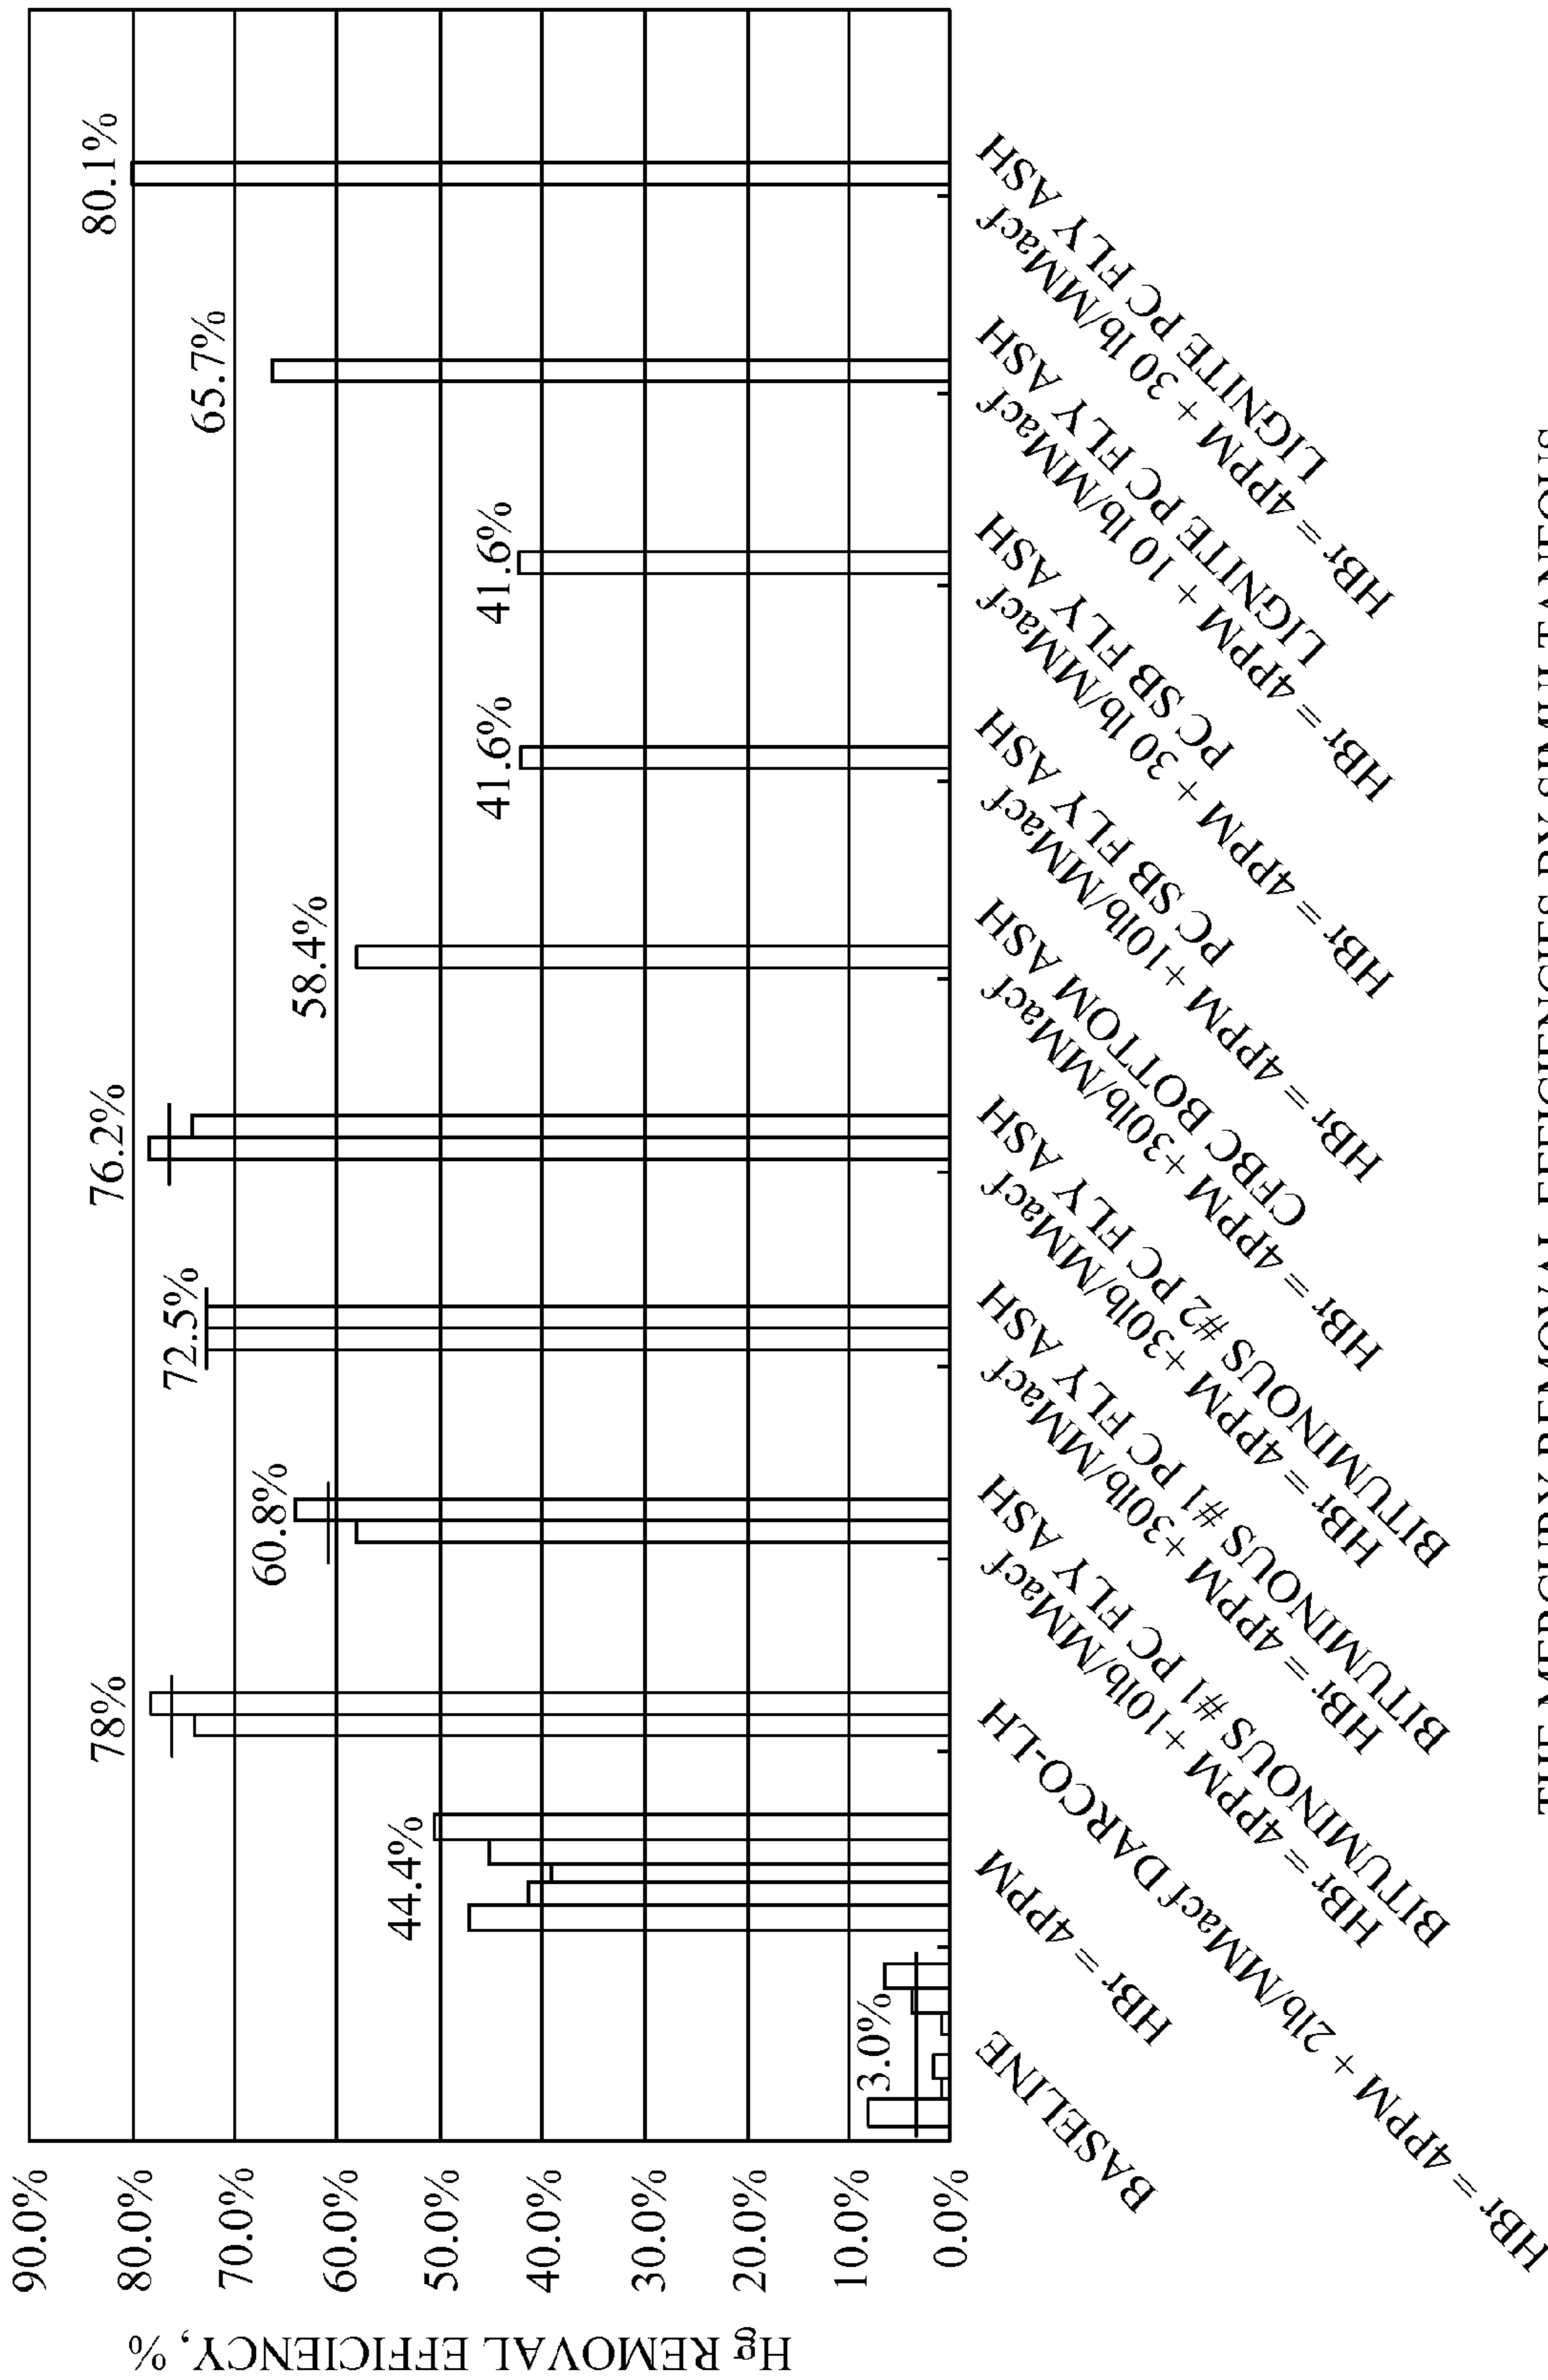 Hg REMOVAL EFFICIENCY, %
90.0%
80.0%
70.0%
60.0%
50.0%
40.0%
30.0%
20.0%
10.0%
0.0%
3.0%
44.4%
78%
60.8%
72.5%
76.2%
58.4%
41.6%
41.6%
65.7%
80.1%
BASELINE
HBr = 4PPM
HBr = 4PPM + 2lb/MMacf DARCO-LH
HBr = 4PPM +10lb/MMacf
BITUMINOUS #1 PC FLY ASH
HBr = 4PPM +30lb/MMacf
BITUMINOUS #1 PC FLY ASH
HBr = 4PPM +30lb/MMacf
BITUMINOUS #2 PC FLY ASH
HBr = 4PPM +30lb/MMacf
CFBC BOTTOM ASH
HBr = 4PPM +10lb/MMacf
PC SB FLY ASH
HBr = 4PPM + 30 lb/MMacf
PC SB FLY ASH
HBr = 4PPM + 10 lb/MMacf
LIGNITE PC FLY ASH
HBr = 4PPM + 30 lb/MMacf
LIGNITE PC FLY ASH
THE MERCURY REMOVAL EFFICIENCIES BY SIMULTANEOUS